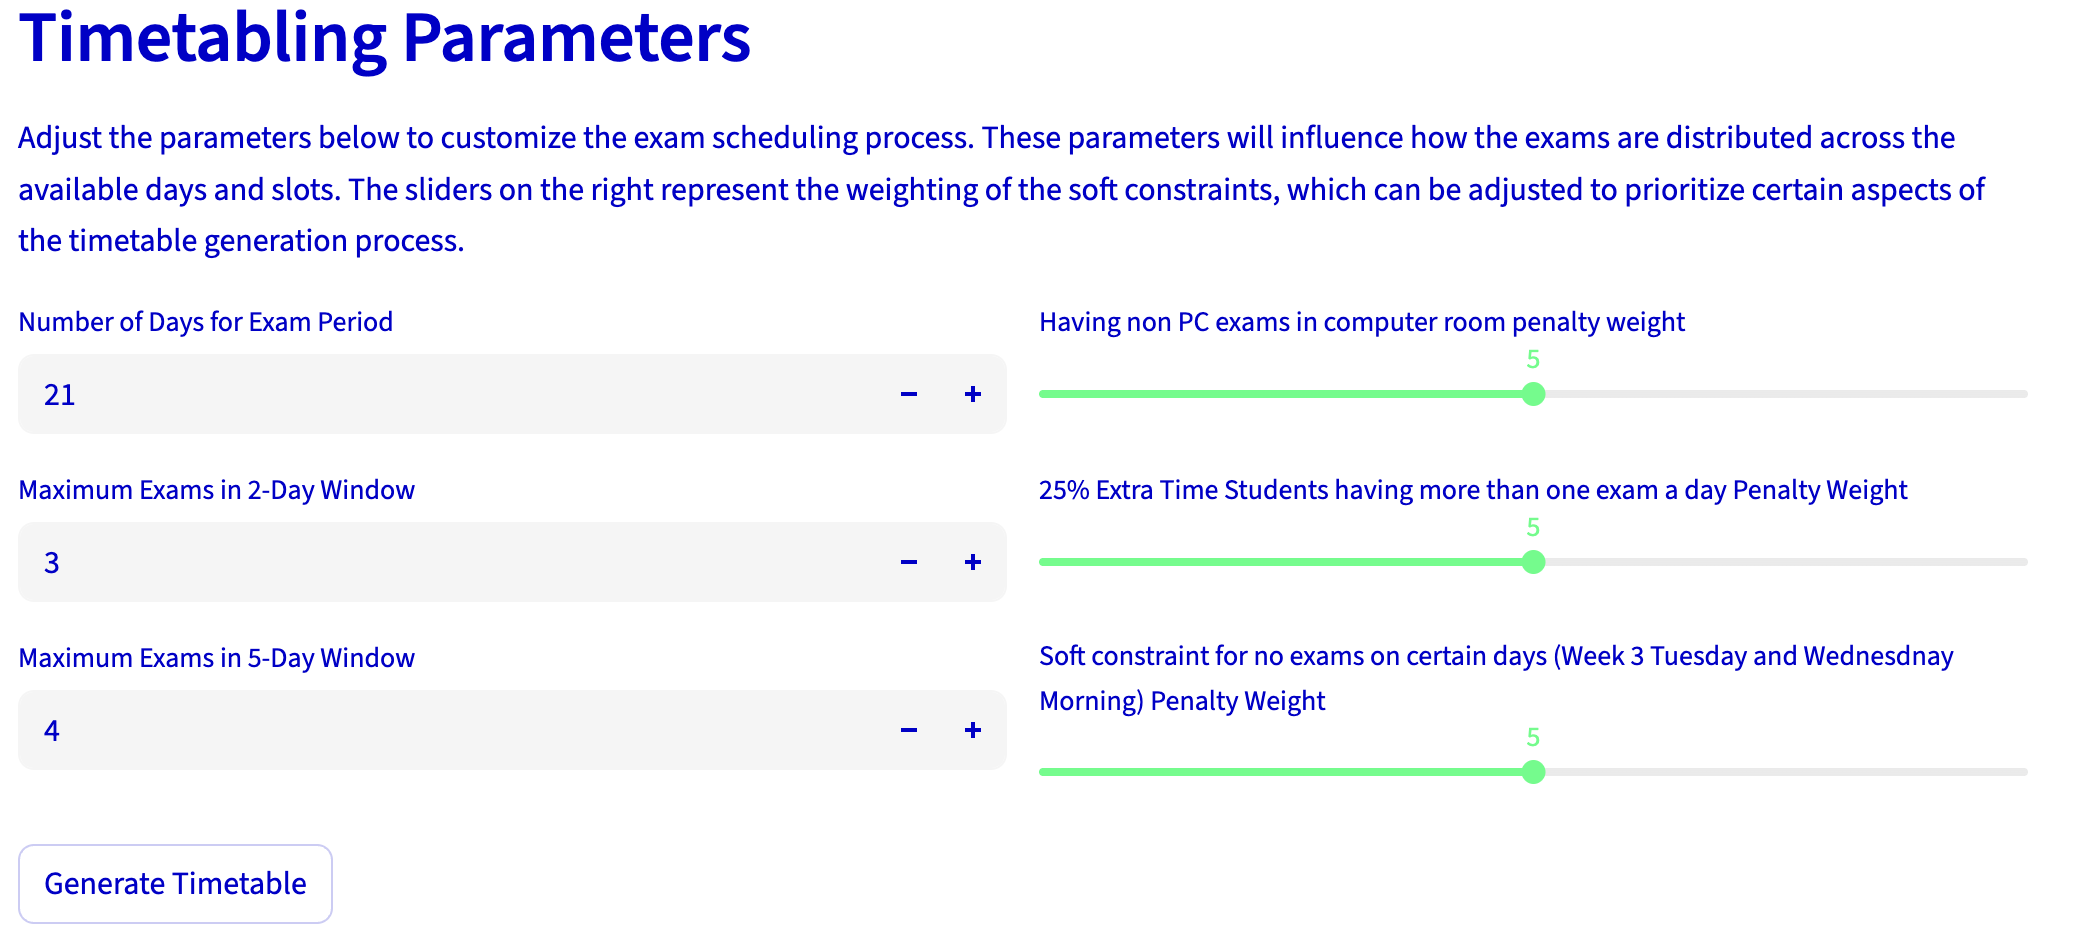 Timetabling Parameters
Adjust the parameters below to customize the exam scheduling process. These parameters will influence how the exams are distributed across the
available days and slots. The sliders on the right represent the weighting of the soft constraints, which can be adjusted to prioritize certain aspects of
the timetable generation process.
Number of Days for Exam Period
21
Maximum Exams in 2-Day Window
3
Maximum Exams in 5-Day Window
4
Having non PC exams in computer room penalty weight
5
25% Extra Time Students having more than one exam a day Penalty Weight
5
Soft constraint for no exams on certain days (Week 3 Tuesday and Wednesdnay
Morning) Penalty Weight
5
Generate Timetable